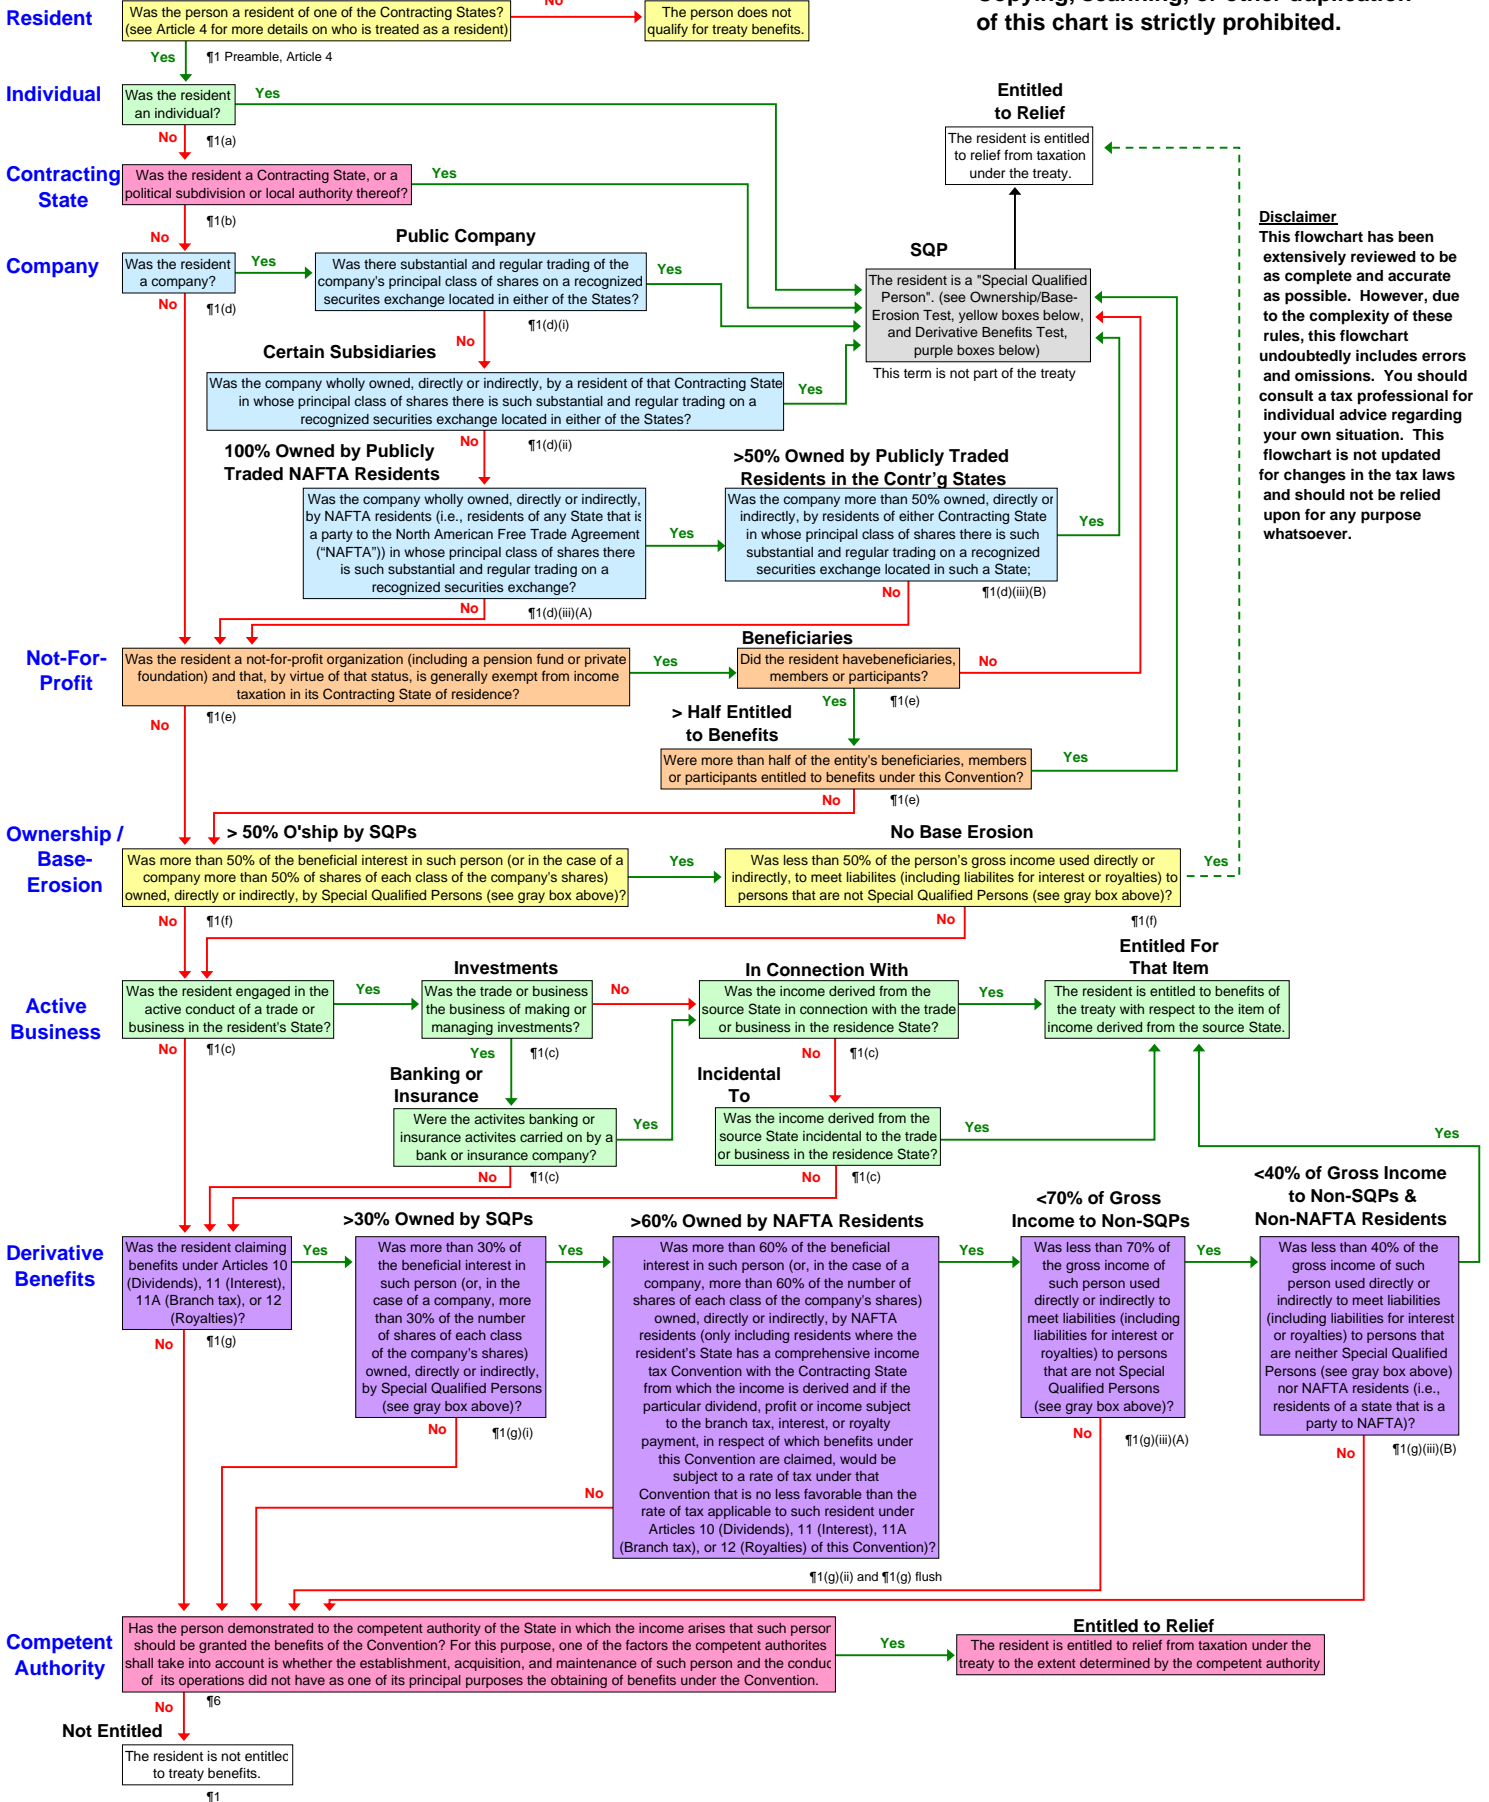 Copying, scanning, or other duplication
of this chart is strictly prohibited.
Resident
Was the person a resident of one of the Contracting States?
(see Article 4 for more details on who is treated as a resident)
No
The person does not
qualify for treaty benefits.
Yes
¶1 Preamble, Article 4
Individual
Was the resident
an individual?
Yes
No
¶1(a)
Entitled
to Relief
The resident is entitled
to relief from taxation
under the treaty.
Contracting
State
Was the resident a Contracting State, or a
political subdivision or local authority thereof?
Yes
No
¶1(b)
Disclaimer
This flowchart has been
extensively reviewed to be
as complete and accurate
as possible. However, due
to the complexity of these
rules, this flowchart
undoubtedly includes errors
and omissions. You should
consult a tax professional for
individual advice regarding
your own situation. This
flowchart is not updated
for changes in the tax laws
and should not be relied
upon for any purpose
whatsoever.
Company
Was the resident
a company?
Yes
No
¶1(d)
Public Company
Was there substantial and regular trading of the
company's principal class of shares on a recognized
securites exchange located in either of the States?
Yes
No
¶1(d)(i)
SQP
The resident is a "Special Qualified
Person". (see Ownership/Base-
Erosion Test, yellow boxes below,
and Derivative Benefits Test,
purple boxes below)
This term is not part of the treaty
Certain Subsidiaries
Was the company wholly owned, directly or indirectly, by a resident of that Contracting State
in whose principal class of shares there is such substantial and regular trading on a
recognized securities exchange located in either of the States?
Yes
No
¶1(d)(ii)
100% Owned by Publicly
Traded NAFTA Residents
Was the company wholly owned, directly or indirectly,
by NAFTA residents (i.e., residents of any State that is
a party to the North American Free Trade Agreement
(“NAFTA”)) in whose principal class of shares there
is such substantial and regular trading on a
recognized securities exchange?
Yes
No
¶1(d)(iii)(A)
>50% Owned by Publicly Traded
Residents in the Contr'g States
Was the company more than 50% owned, directly or
indirectly, by residents of either Contracting State
in whose principal class of shares there is such
substantial and regular trading on a recognized
securities exchange located in such a State;
Yes
No
¶1(d)(iii)(B)
Not-For-
Profit
Was the resident a not-for-profit organization (including a pension fund or private
foundation) and that, by virtue of that status, is generally exempt from income
taxation in its Contracting State of residence?
Yes
No
¶1(e)
Beneficiaries
Did the resident havebeneficiaries,
members or participants?
No
Yes
¶1(e)
> Half Entitled
to Benefits
Were more than half of the entity's beneficiaries, members
or participants entitled to benefits under this Convention?
Yes
No
¶1(e)
Ownership /
Base-
Erosion
> 50% O'ship by SQPs
Was more than 50% of the beneficial interest in such person (or in the case of a
company more than 50% of shares of each class of the company's shares)
owned, directly or indirectly, by Special Qualified Persons (see gray box above)?
Yes
No
¶1(f)
No Base Erosion
Was less than 50% of the person's gross income used directly or
indirectly, to meet liabilites (including liabilites for interest or royalties) to
persons that are not Special Qualified Persons (see gray box above)?
Yes
No
¶1(f)
Active
Business
Was the resident engaged in the
active conduct of a trade or
business in the resident's State?
Yes
No
¶1(c)
Investments
Was the trade or business
the business of making or
managing investments?
No
Yes
¶1(c)
In Connection With
Was the income derived from the
source State in connection with the trade
or business in the residence State?
Yes
No
¶1(c)
Entitled For
That Item
The resident is entitled to benefits of
the treaty with respect to the item of
income derived from the source State.
Banking or
Insurance
Were the activites banking or
insurance activites carried on by a
bank or insurance company?
Yes
No
¶1(c)
Incidental
To
Was the income derived from the
source State incidental to the trade
or business in the residence State?
Yes
No
¶1(c)
Derivative
Benefits
Was the resident claiming
benefits under Articles 10
(Dividends), 11 (Interest),
11A (Branch tax), or 12
(Royalties)?
Yes
No
¶1(g)
>30% Owned by SQPs
Was more than 30% of
the beneficial interest in
such person (or, in the
case of a company, more
than 30% of the number
of shares of each class
of the company's shares)
owned, directly or indirectly,
by Special Qualified Persons
(see gray box above)?
Yes
No
¶1(g)(i)
>60% Owned by NAFTA Residents
Was more than 60% of the beneficial
interest in such person (or, in the case of a
company, more than 60% of the number of
shares of each class of the company's shares)
owned, directly or indirectly, by NAFTA
residents (only including residents where the
resident's State has a comprehensive income
tax Convention with the Contracting State
from which the income is derived and if the
particular dividend, profit or income subject
to the branch tax, interest, or royalty
payment, in respect of which benefits under
this Convention are claimed, would be
subject to a rate of tax under that
Convention that is no less favorable than the
rate of tax applicable to such resident under
Articles 10 (Dividends), 11 (Interest), 11A
(Branch tax), or 12 (Royalties) of this Convention)?
Yes
No
¶1(g)(ii) and ¶1(g) flush
<70% of Gross
Income to Non-SQPs
Was less than 70% of
the gross income of
such person used
directly or indirectly to
meet liabilities (including
liabilities for interest or
royalties) to persons
that are not Special
Qualified Persons
(see gray box above)?
Yes
No
¶1(g)(iii)(A)
<40% of Gross Income
to Non-SQPs &
Non-NAFTA Residents
Was less than 40% of the
gross income of such
person used directly or
indirectly to meet liabilities
(including liabilities for interest
or royalties) to persons that
are neither Special Qualified
Persons (see gray box above)
nor NAFTA residents (i.e.,
residents of a state that is a
party to NAFTA)?
Yes
No
¶1(g)(iii)(B)
Competent
Authority
Has the person demonstrated to the competent authority of the State in which the income arises that such person
should be granted the benefits of the Convention? For this purpose, one of the factors the competent authorites
shall take into account is whether the establishment, acquisition, and maintenance of such person and the conduc
of its operations did not have as one of its principal purposes the obtaining of benefits under the Convention.
Yes
No
¶6
Entitled to Relief
The resident is entitled to relief from taxation under the
treaty to the extent determined by the competent authority
Not Entitled
The resident is not entitled
to treaty benefits.
¶1